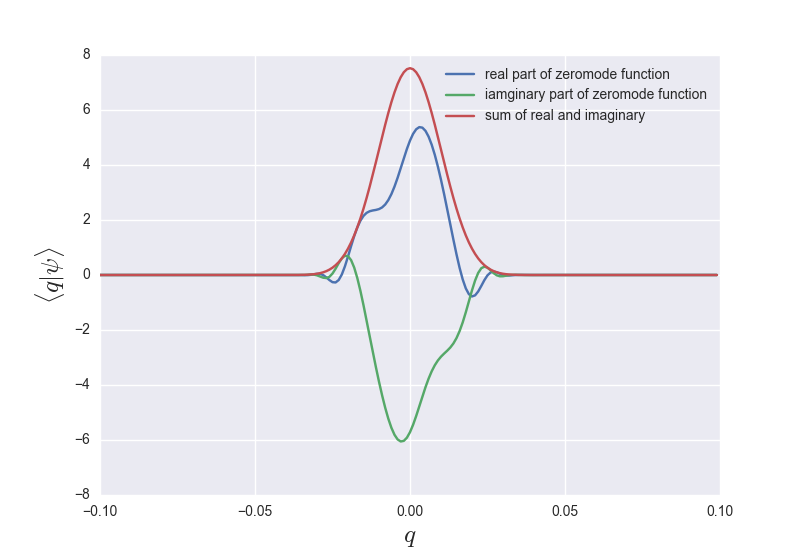 8
6
4
2
0
−2
−4
−6
−8
−0.10
−0.05
0.00
0.05
0.10
q
⟨q|ψ⟩
real part of zeromode function
iamginary part of zeromode function
sum of real and imaginary